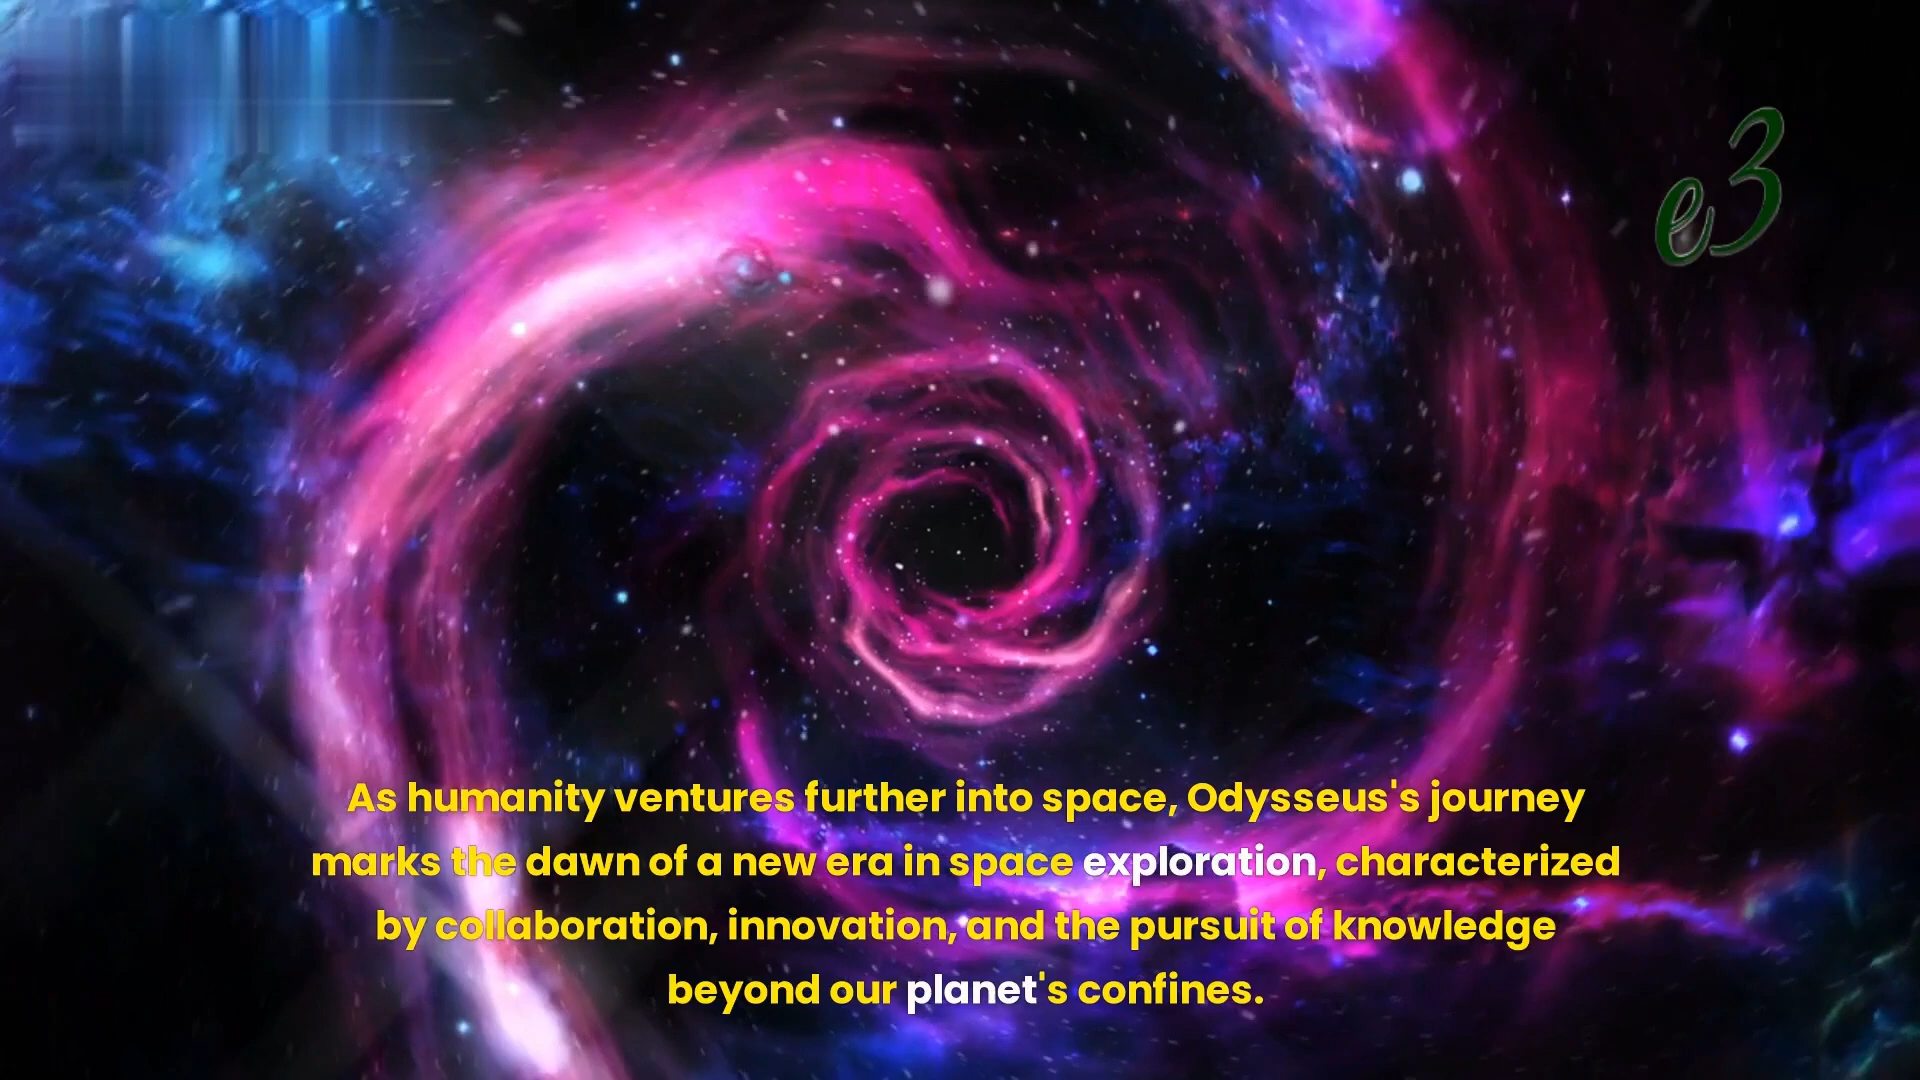 e3
As humanity ventures further into space, Odysseus's journey
marks the dawn of a new era in space exploration, characterized
by collaboration, innovation, and the pursuit of knowledge
beyond our planet's confines.